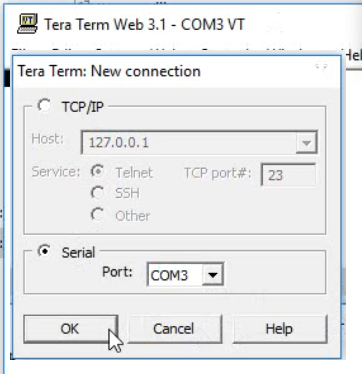 Tera Term Web 3.1 - COM3 VT
Hel
Tera Term: New connection
TCP/IP
Host: 127.0.0.1
Service: Telnet TCP port#: 23
SSH
Other
Serial
Port: COM3
OK Cancel Help